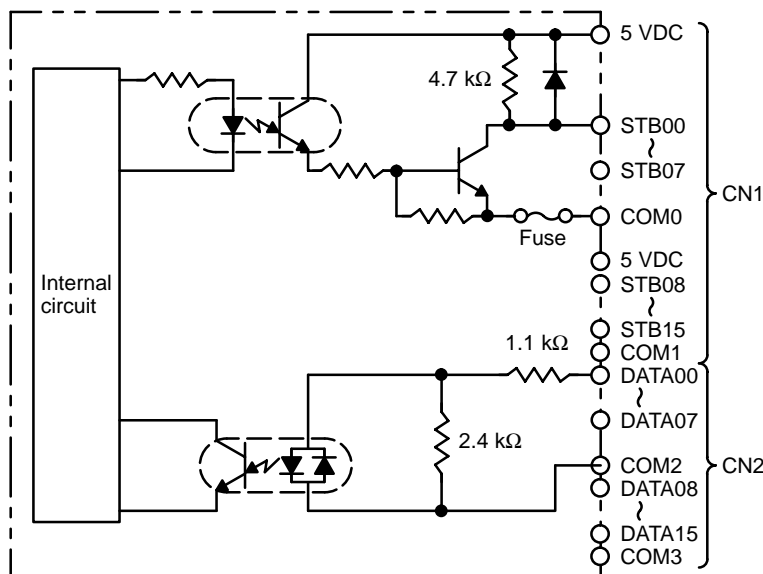 5 VDC
4.7 kΩ
STB00
~
STB07
CN1
COM0
Fuse
5 VDC
Internal
circuit
STB08
~
STB15
1.1 kΩ
COM1
DATA00
~
DATA07
2.4 kΩ
COM2
CN2
DATA08
~
DATA15
COM3